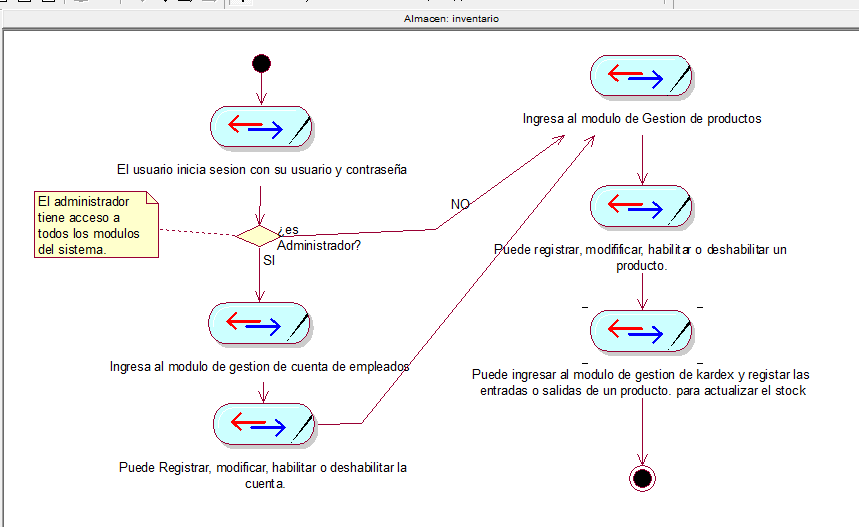 Almacen: inventario
El usuario inicia sesion con su usuario y contraseña
El administrador
tiene acceso a
todos los modulos
del sistema.
¿es
Administrador?
NO
SI
Ingresa al modulo de gestion de cuenta de empleados
Puede Registrar, modificar, habilitar o deshabilitar la
cuenta.
Ingresa al modulo de Gestion de productos
Puede registrar, modifificar, habilitar o deshabilitar un
producto.
Puede ingresar al modulo de gestion de kardex y registar las
entradas o salidas de un producto. para actualizar el stock